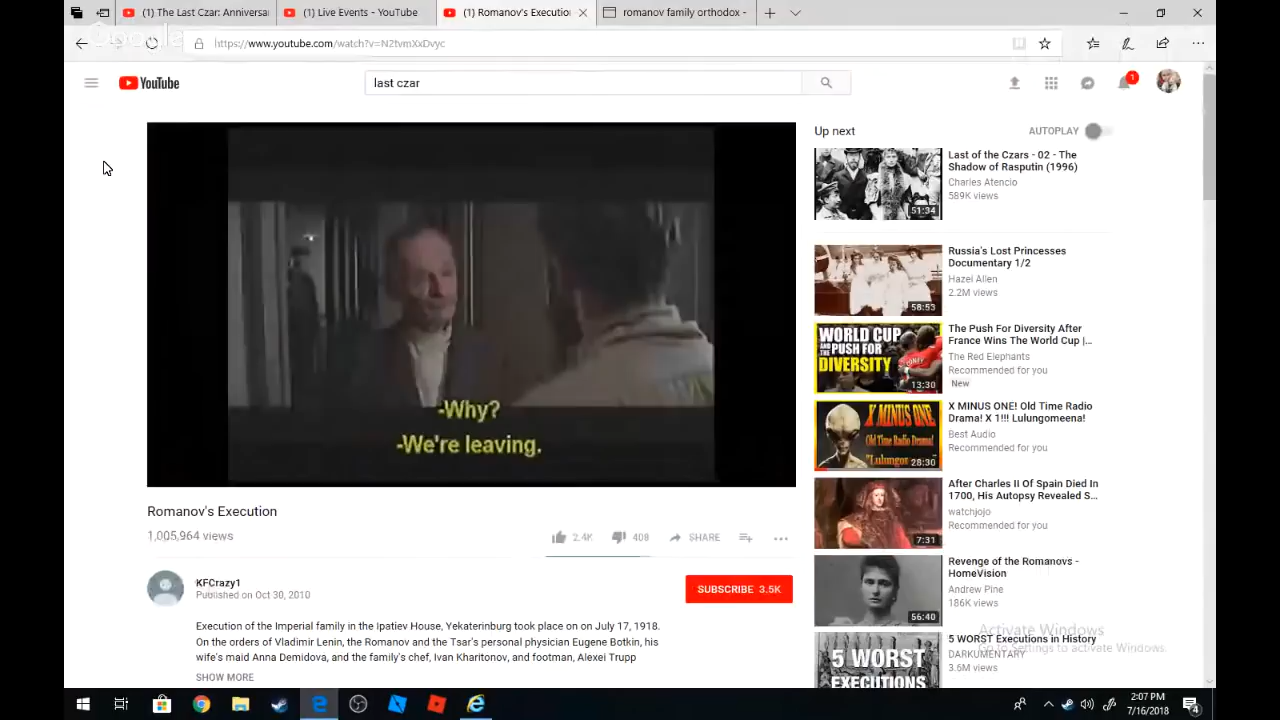 (1) The Last Czar: Anniversa
(1) Live Events - YouTube
(1) Romanov's Executio
romanov family orthodox -
https://www.youtube.com/watch?v=NZtvmXxDvyc
YouTube
last czar
1
-Why?
-We're leaving.
Romanov's Execution
1,005,964 views
2.4K
408
SHARE
KFCrazy1
Published on Oct 30, 2010
SUBSCRIBE 3.5K
Execution of the Imperial family in the Ipatiev House, Yekaterinburg took place on on July 17, 1918.
On the orders of Vladimir Lenin, the Romanov and the Tsar's personal physician Eugene Botkin, his
wife's maid Anna Demidova, and the family's chef, Ivan Kharitonov, and footman, Alexei Trupp
SHOW MORE
Up next
AUTOPLAY
Last of the Czars - 02 - The
Shadow of Rasputin (1996)
Charles Atencio
589K views
51:34
Russia's Lost Princesses
Documentary 1/2
Hazel Allen
2.2M views
58:53
WORLD CUP
AND THE PUSH FOR
DIVERSITY
13:30
The Push For Diversity After
France Wins The World Cup |...
The Red Elephants
Recommended for you
New
X MINUS ONE
Old Time Radio
Drama!
"Lulungor
28:30
X MINUS ONE! Old Time Radio
Drama! X 1!!! Lulungomeena!
Best Audio
Recommended for you
After Charles II Of Spain Died In
1700, His Autopsy Revealed S...
watchjojo
Recommended for you
7:31
Revenge of the Romanovs -
HomeVision
Andrew Pine
186K views
56:40
5 WORST
EXECUTIONS
5 WORST Executions in History
DARKUMENTARY
3.6M views
Activate Windows
Go to Settings to activate Windows.
2:07 PM
7/16/2018
4